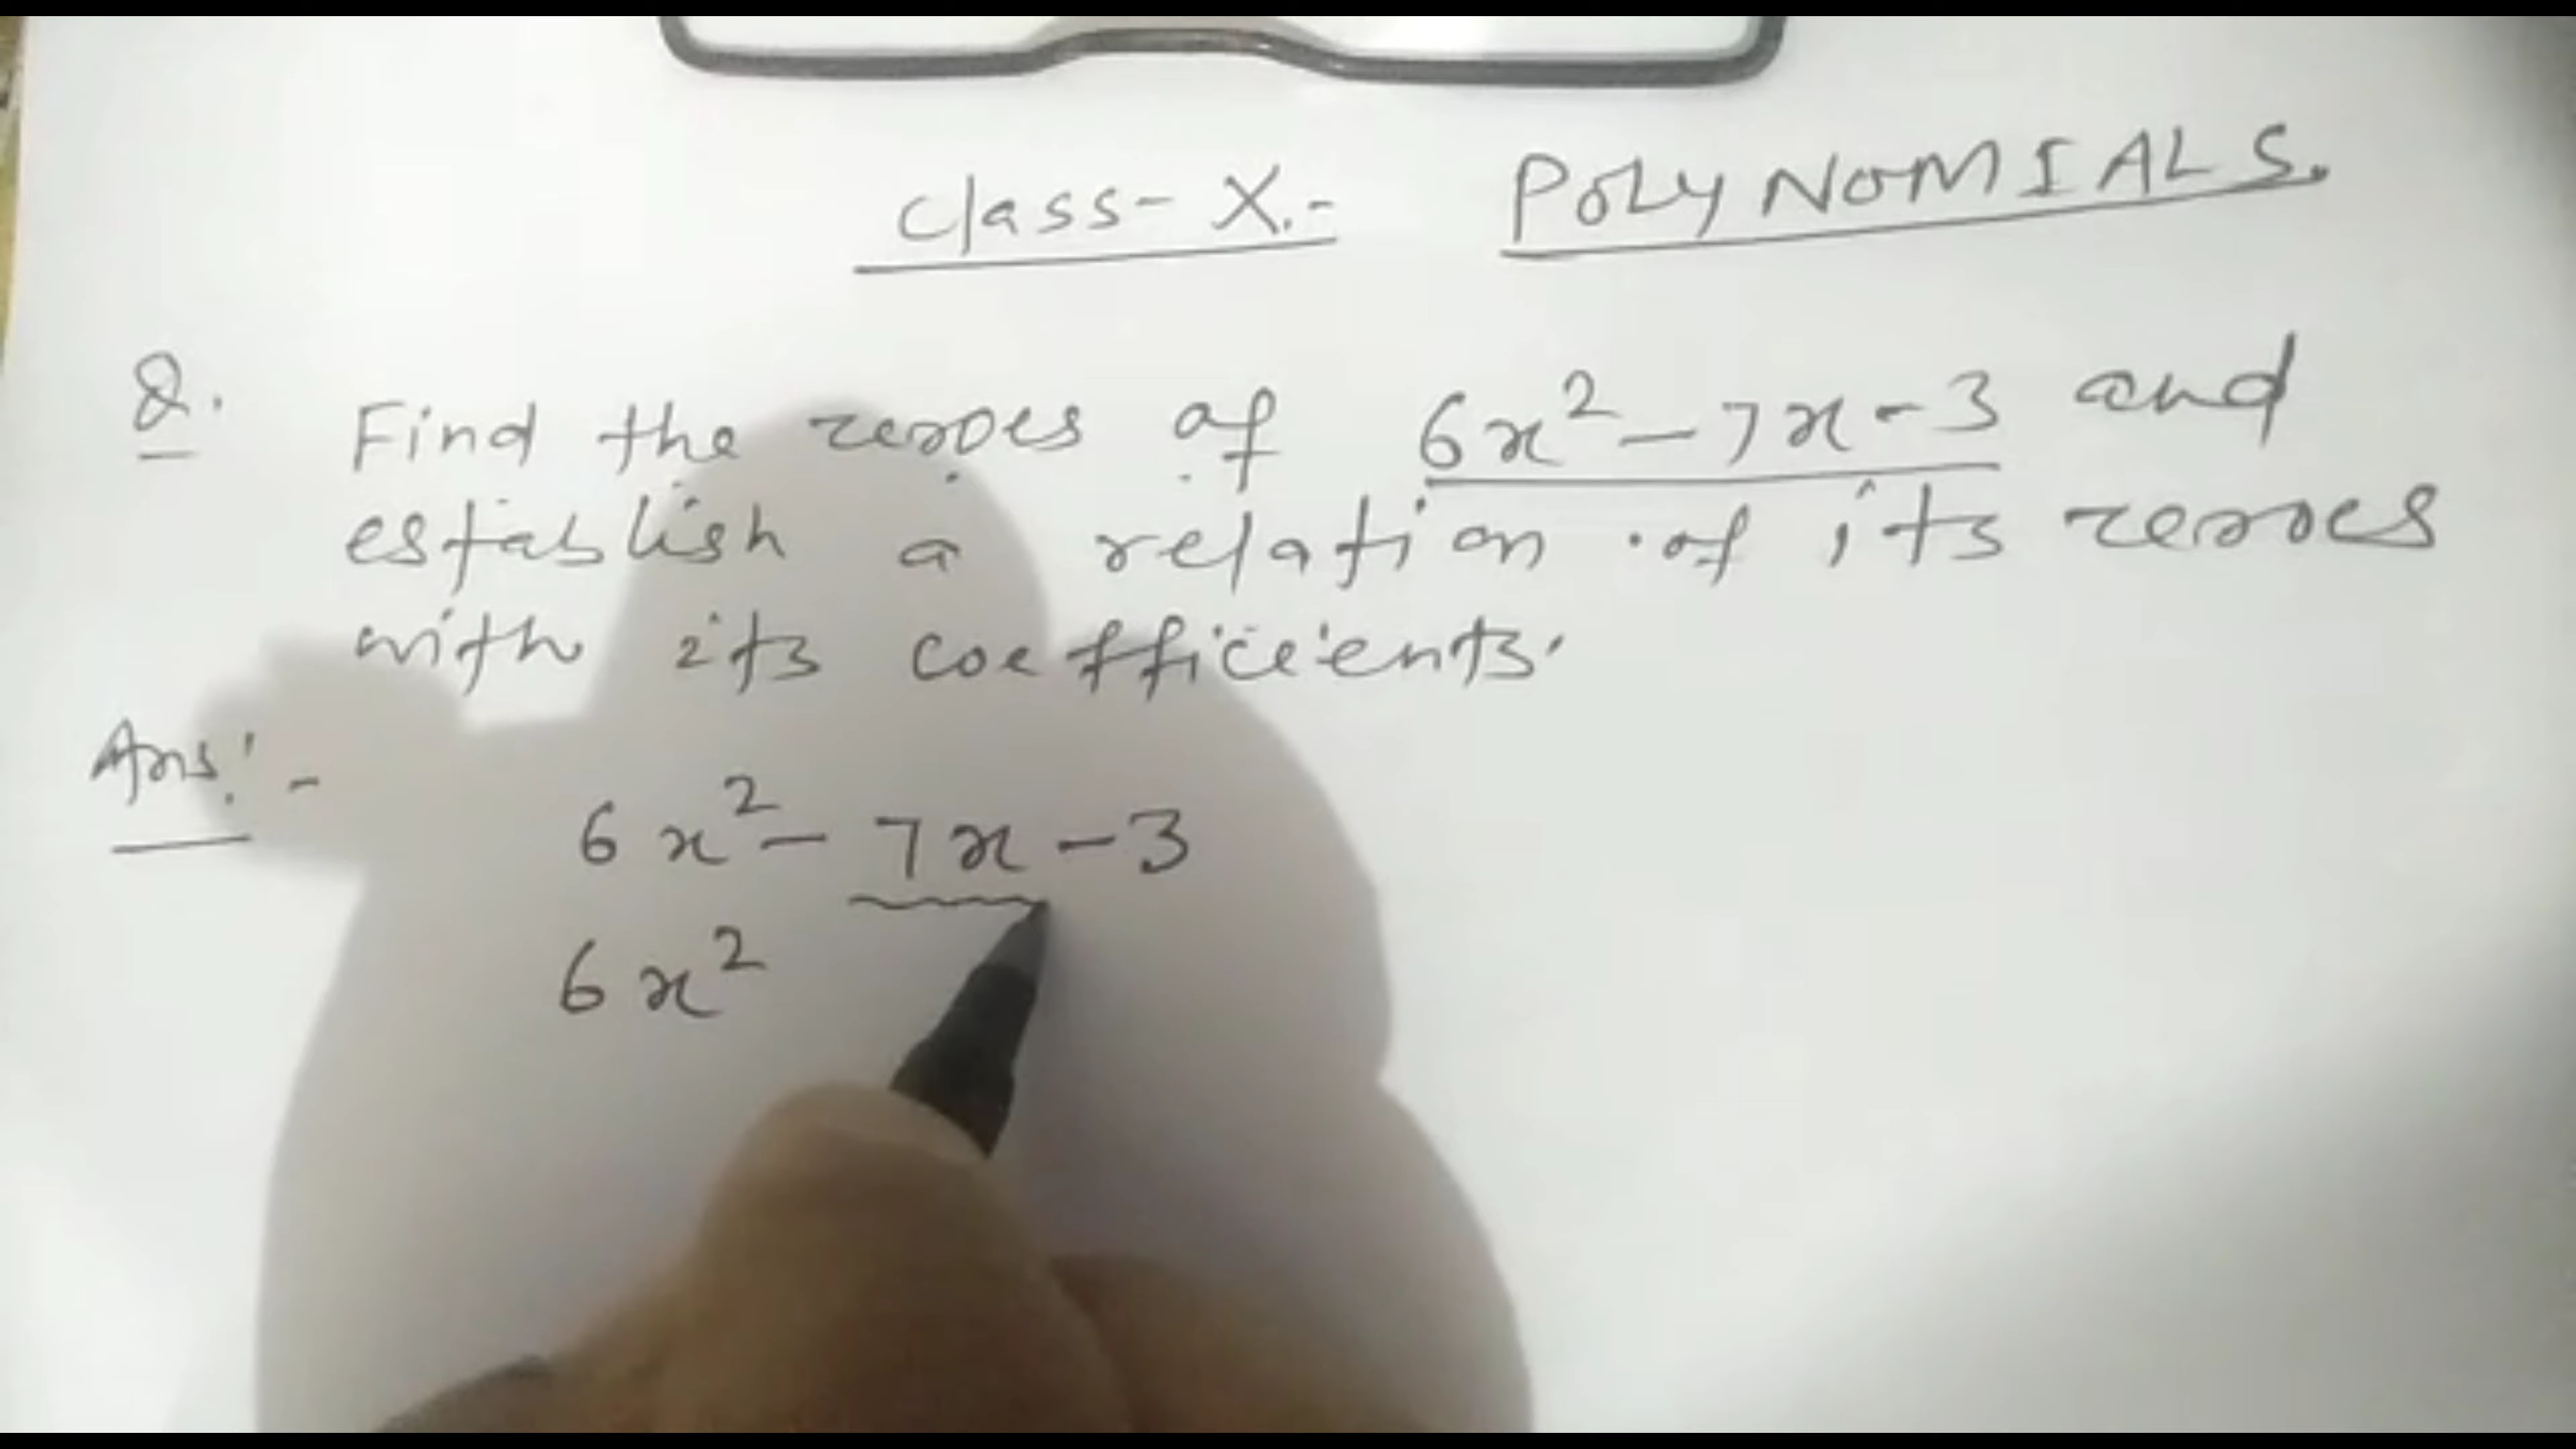 Class- X.- POLYNOMIALS.
Q. Find the zeroes of 6x² - 7x - 3 and
establish a relation of its zeroes
with its coefficients.
Ans:-
6x² - 7x - 3
6x²